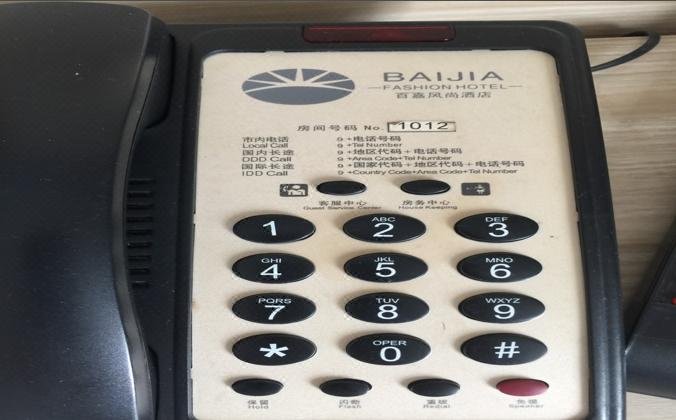 BAIJIA
FASHION HOTEL
百嘉风尚酒店
房间号码 No. 1012
市内电话 9+电话号码
Local Call 9+Tel Number
国内长途 9+地区代码+电话号码
DDD Call 9+Area Code+Tel Number
国际长途 9+国家代码+地区代码+电话号码
IDD Call 9+Country Code+Area Code+Tel Number
客服中心 房务中心
Guest Service Center House Keeping
1 ABC 2 DEF 3
GHI 4 JKL 5 MNO 6
PQRS 7 TUV 8 WXYZ 9
* OPER 0 #
保留 闪断 重拨 免提
Hold Flash Redial Speaker